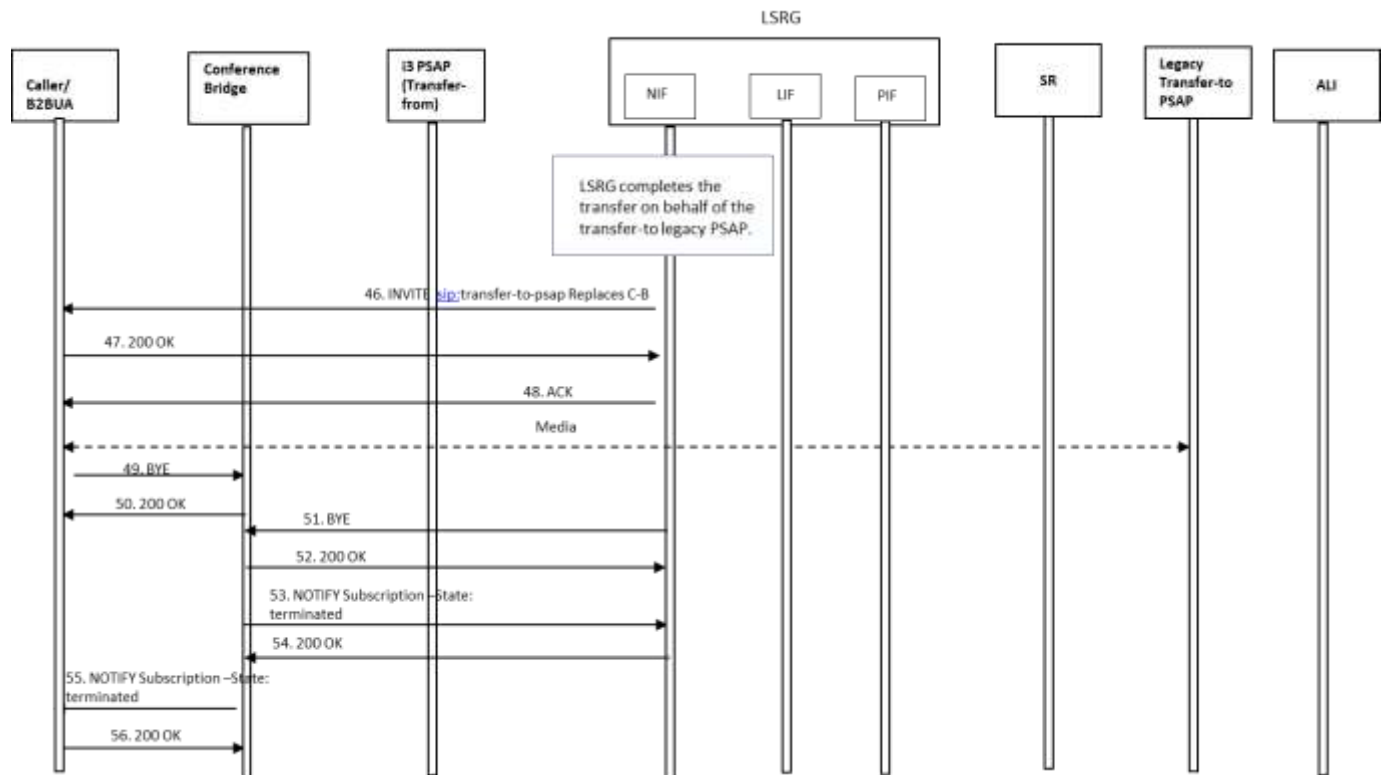 LSRG
Caller/
B2BUA
Conference
Bridge
i3 PSAP
(Transfer-
from)
NIF
LIF
PIF
SR
Legacy
Transfer-to
PSAP
ALI
LSRG completes the
transfer on behalf of the
transfer-to legacy PSAP.
46. INVITE sip:transfer-to-psap Replaces C-B
47. 200 OK
48. ACK
Media
49. BYE
50. 200 OK
51. BYE
52. 200 OK
53. NOTIFY Subscription –State:
terminated
54. 200 OK
55. NOTIFY Subscription –State:
terminated
56. 200 OK